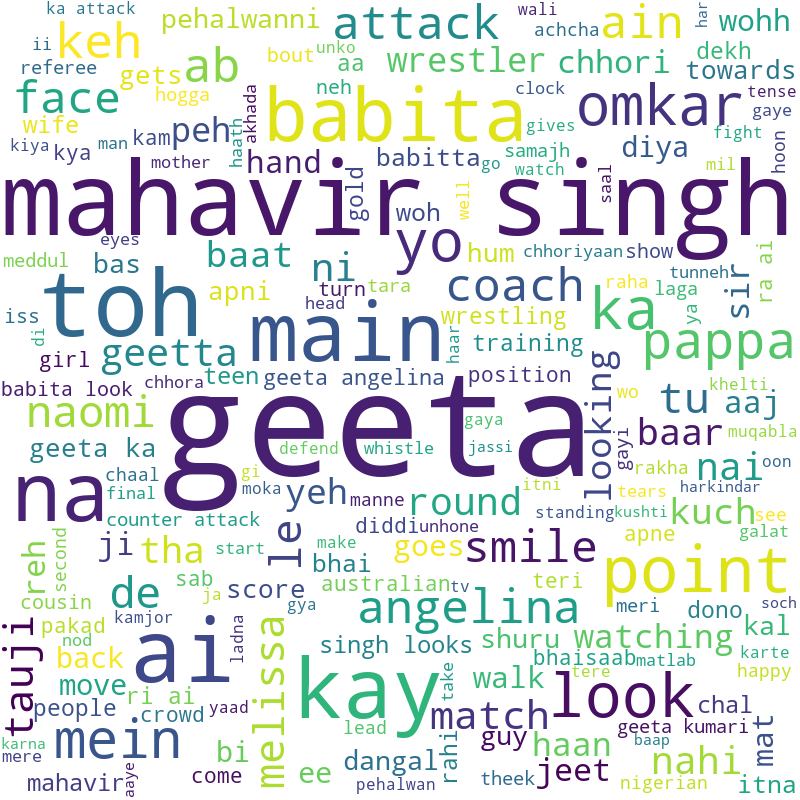 ka attack pehalwanni attack ain wali har
achcha wohh
ii keh ab bout unko aa wrestler chhori dekh
referee gets neh clock towards
face hogga babita omkar tense
wife akhada gives gaye
kiya kya man kam peh haath go samajh diya fight hoon
mother hand babitta watch mil
mahavir singh
gold woh well saal
eyes yo
meddul bas baat ni hum chhoriyaan show ra ai
toh apni turn tara coach raha tunneh sir
iss head wrestling ka laga ya
di main haar training pappa
girl geetta position
babita look chhora teen geeta angelina looking wo tu khelti aaj
naomi geeta gaya baar muqabla
geeta ka defend whistle jassi gayi rakha nai oon
na chaal gi itni tears harkindar
final moka yeh manne round standing kushti kuch see
counter attack diddi unhone galat
ji tha start le make goes smile apne
reh second bhai point
cousin sab score australian tv teri
de ja gya angelina meri dono soch
pakad kamjor kal
tauji nod ai ladna melissa singh looks shuru watching karte
back kay bhaisaab matlab happy
move ri ai take walk tere look
people crowd yaad lead match chal
mein guy geeta kumari mat
karna bi rahi haan baap nahi
mere ee dangal jeet
mahavir aaye come pehalwan theek nigerian itna